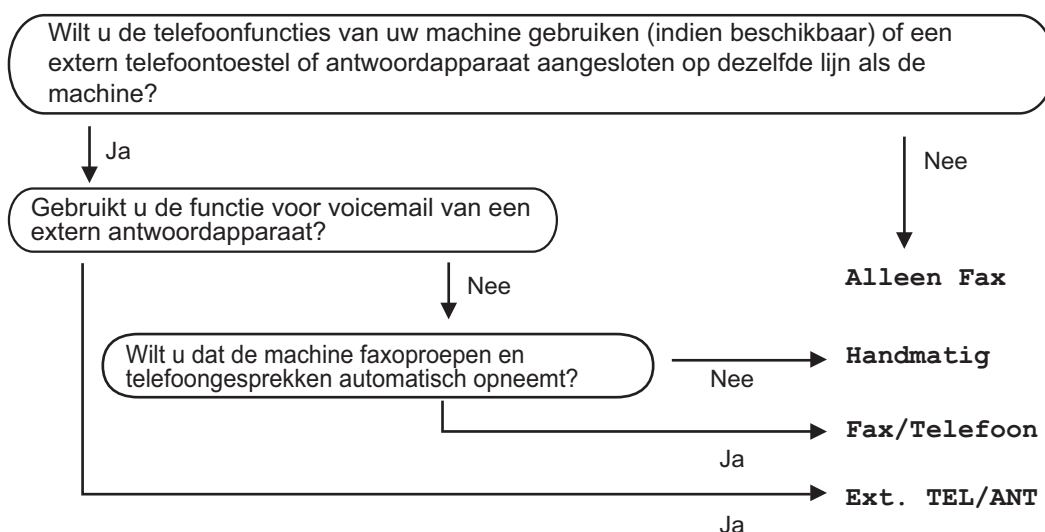 Wilt u de telefoonfuncties van uw machine gebruiken (indien beschikbaar) of een
extern telefoontoestel of antwoordapparaat aangesloten op dezelfde lijn als de
machine?
Ja
Nee
Gebruikt u de functie voor voicemail van een
extern antwoordapparaat?
Alleen Fax
Nee
Wilt u dat de machine faxoproepen en
telefoongesprekken automatisch opneemt?
Handmatig
Nee
Fax/Telefoon
Ja
Ext. TEL/ANT
Ja